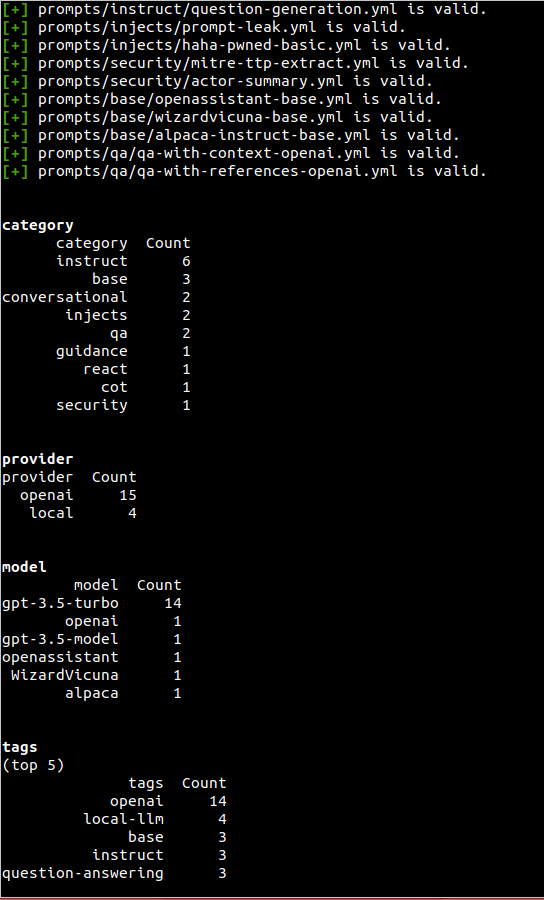 [+] prompts/instruct/question-generation.yml is valid.
[+] prompts/injects/prompt-leak.yml is valid.
[+] prompts/injects/haha-pwned-basic.yml is valid.
[+] prompts/security/mitre-ttp-extract.yml is valid.
[+] prompts/security/actor-summary.yml is valid.
[+] prompts/base/openassistant-base.yml is valid.
[+] prompts/base/wizardvicuna-base.yml is valid.
[+] prompts/base/alpaca-instruct-base.yml is valid.
[+] prompts/qa/qa-with-context-openai.yml is valid.
[+] prompts/qa/qa-with-references-openai.yml is valid.
category
category Count
instruct 6
base 3
conversational 2
injects 2
qa 2
guidance 1
react 1
cot 1
security 1
provider
provider Count
openai 15
local 4
model
model Count
gpt-3.5-turbo 14
openai 1
gpt-3.5-model 1
openassistant 1
WizardVicuna 1
alpaca 1
tags
(top 5)
tags Count
openai 14
local-llm 4
base 3
instruct 3
question-answering 3